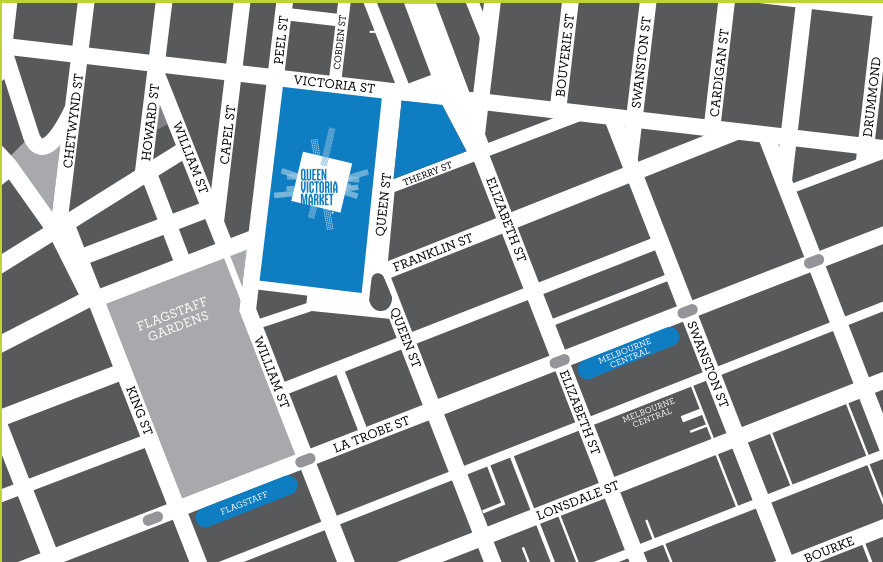 PEEL ST
COBDEN ST
BOUVERIE ST
SWANSTON ST
CARDIGAN ST
DRUMMOND
VICTORIA ST
CHETWYND ST
HOWARD ST
WILLIAM ST
CAPEL ST
QUEEN
VICTORIA
MARKET
QUEEN ST
THERRY ST
ELIZABETH ST
FRANKLIN ST
FLAGSTAFF
GARDENS
WILLIAM ST
QUEEN ST
MELBOURNE
CENTRAL
SWANSTON ST
KING ST
LA TROBE ST
ELIZABETH ST
MELBOURNE
CENTRAL
FLAGSTAFF
LONSDALE ST
BOURKE